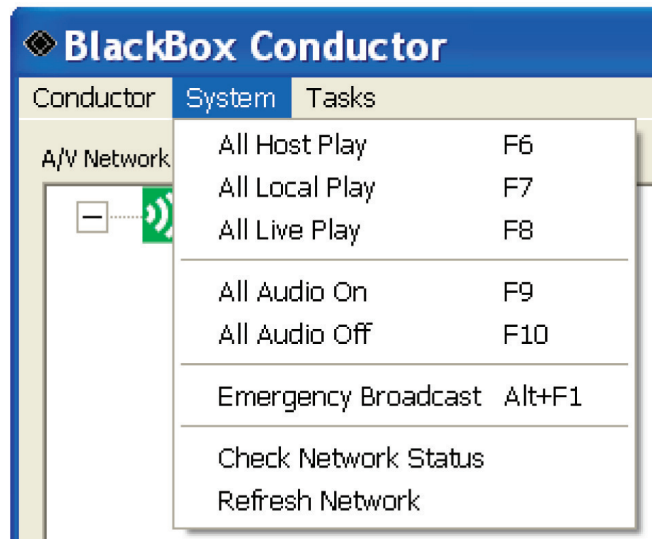 BlackBox Conductor
Conductor System Tasks
A/V Network
All Host Play F6
All Local Play F7
All Live Play F8
All Audio On F9
All Audio Off F10
Emergency Broadcast Alt+F1
Check Network Status
Refresh Network